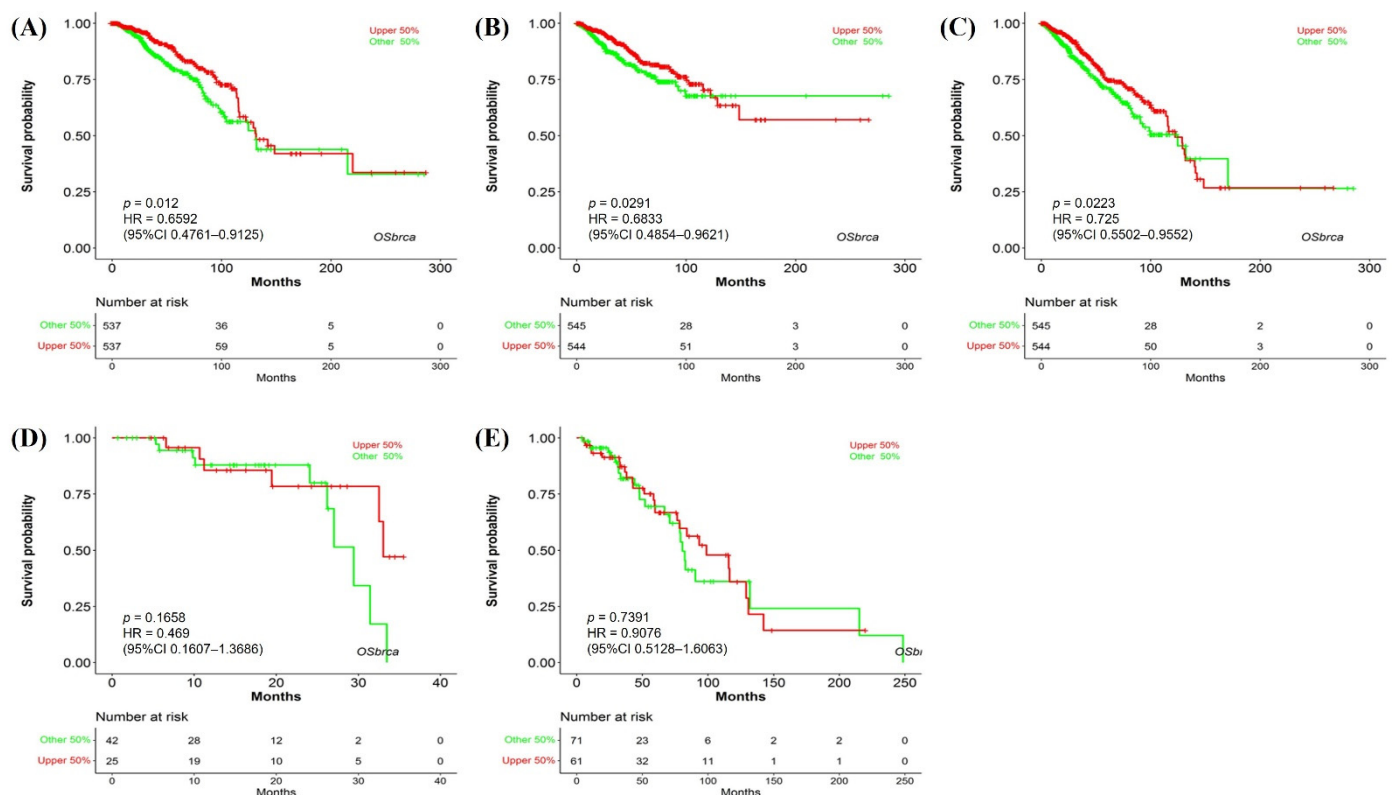 (A)
Survival probability
1.00
0.75
0.50
0.25
0.00
Upper 50%
Other 50%
p = 0.012
HR = 0.6592
(95%CI 0.4761–0.9125)
OSbrca
0 100 200 300
Months
Number at risk
Other 50% 537 36 5 0
Upper 50% 537 59 5 0
0 100 200 300
Months
(B)
Survival probability
1.00
0.75
0.50
0.25
0.00
Upper 50%
Other 50%
p = 0.0291
HR = 0.6833
(95%CI 0.4854–0.9621)
OSbrca
0 100 200 300
Months
Number at risk
Other 50% 545 28 3 0
Upper 50% 544 51 3 0
0 100 200 300
Months
(C)
Survival probability
1.00
0.75
0.50
0.25
0.00
Upper 50%
Other 50%
p = 0.0223
HR = 0.725
(95%CI 0.5502–0.9552)
OSbrca
0 100 200 300
Months
Number at risk
Other 50% 545 28 2 0
Upper 50% 544 50 3 0
0 100 200 300
Months
(D)
Survival probability
1.00
0.75
0.50
0.25
0.00
Upper 50%
Other 50%
p = 0.1658
HR = 0.469
(95%CI 0.1607–1.3686)
OSbrca
0 10 20 30 40
Months
Number at risk
Other 50% 42 28 12 2 0
Upper 50% 25 19 10 5 0
0 10 20 30 40
Months
(E)
Survival probability
1.00
0.75
0.50
0.25
0.00
Upper 50%
Other 50%
p = 0.7391
HR = 0.9076
(95%CI 0.5128–1.6063)
0 50 100 150 200 250
Months
Number at risk
Other 50% 71 23 6 2 2 0
Upper 50% 61 32 11 1 1 0
0 50 100 150 200 250
Months